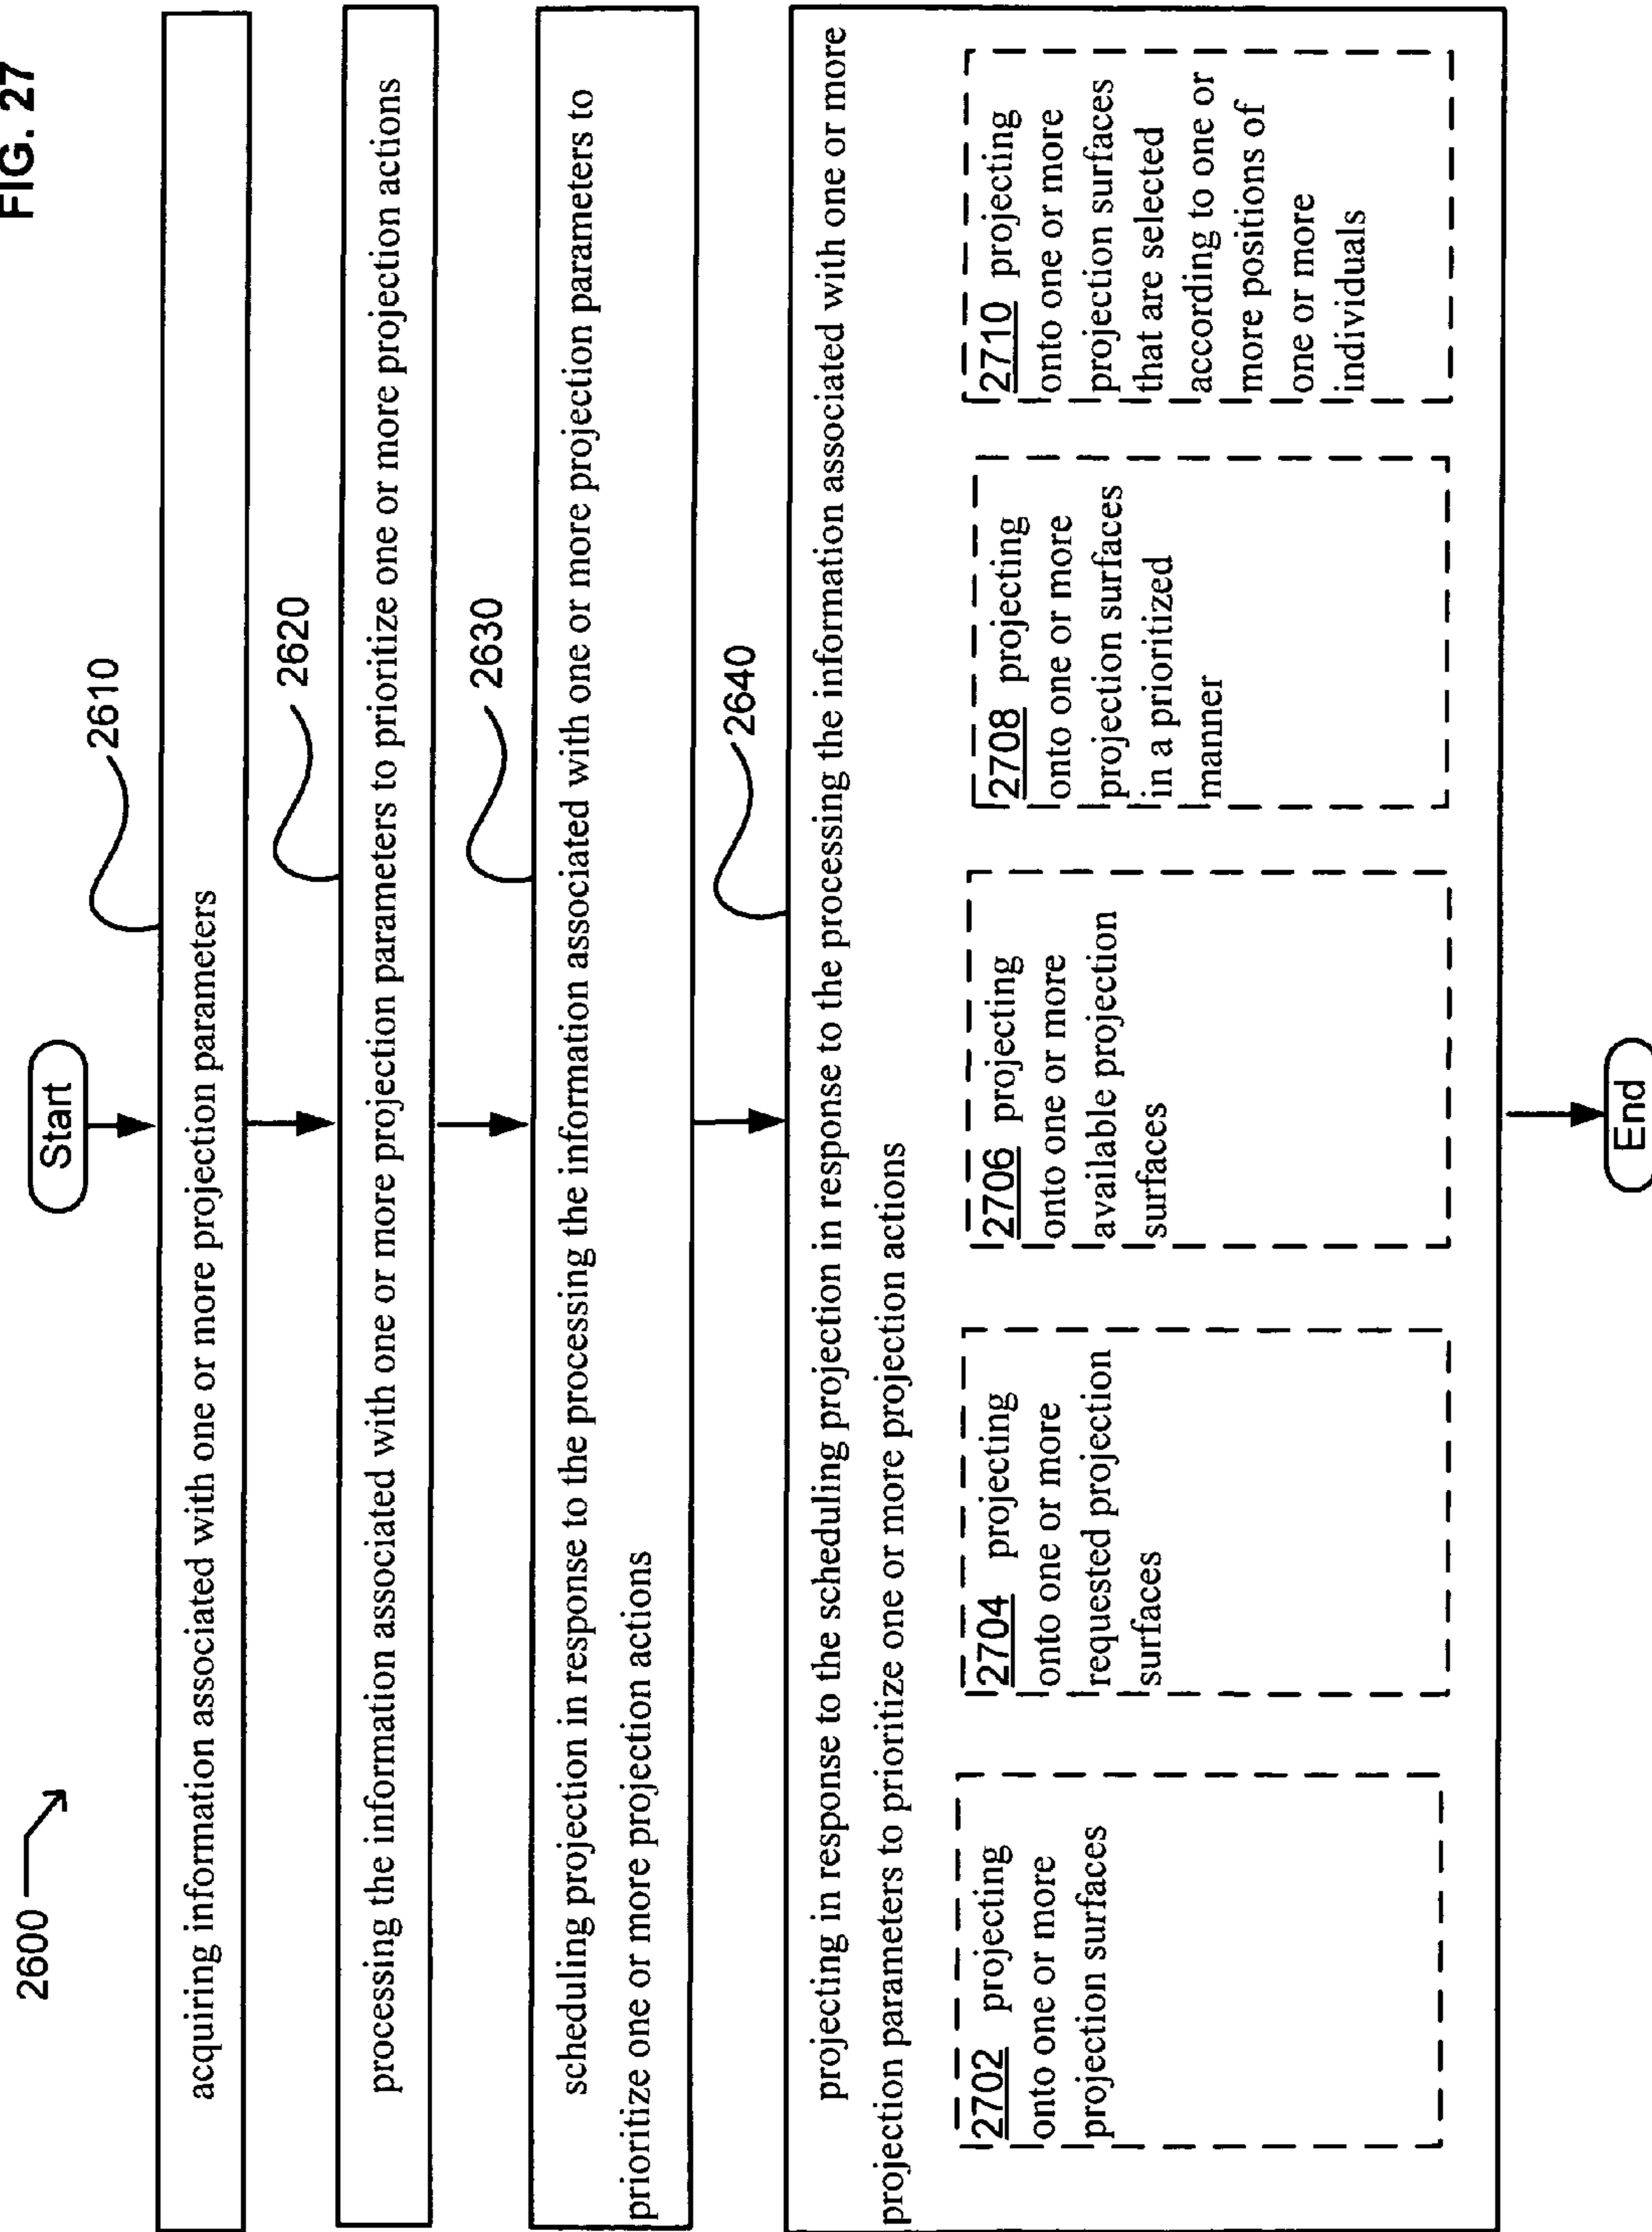 FIG. 27
2600
Start
2610
acquiring information associated with one or more projection parameters
2620
processing the information associated with one or more projection parameters to prioritize one or more projection actions
2630
scheduling projection in response to the processing the information associated with one or more projection parameters to
prioritize one or more projection actions
2640
projecting in response to the scheduling projection in response to the processing the information associated with one or more
projection parameters to prioritize one or more projection actions
2702 projecting
onto one or more
projection surfaces
2704 projecting
onto one or more
requested projection
surfaces
2706 projecting
onto one or more
available projection
surfaces
2708 projecting
onto one or more
projection surfaces
in a prioritized
manner
2710 projecting
onto one or more
projection surfaces
that are selected
according to one or
more positions of
one or more
individuals
End